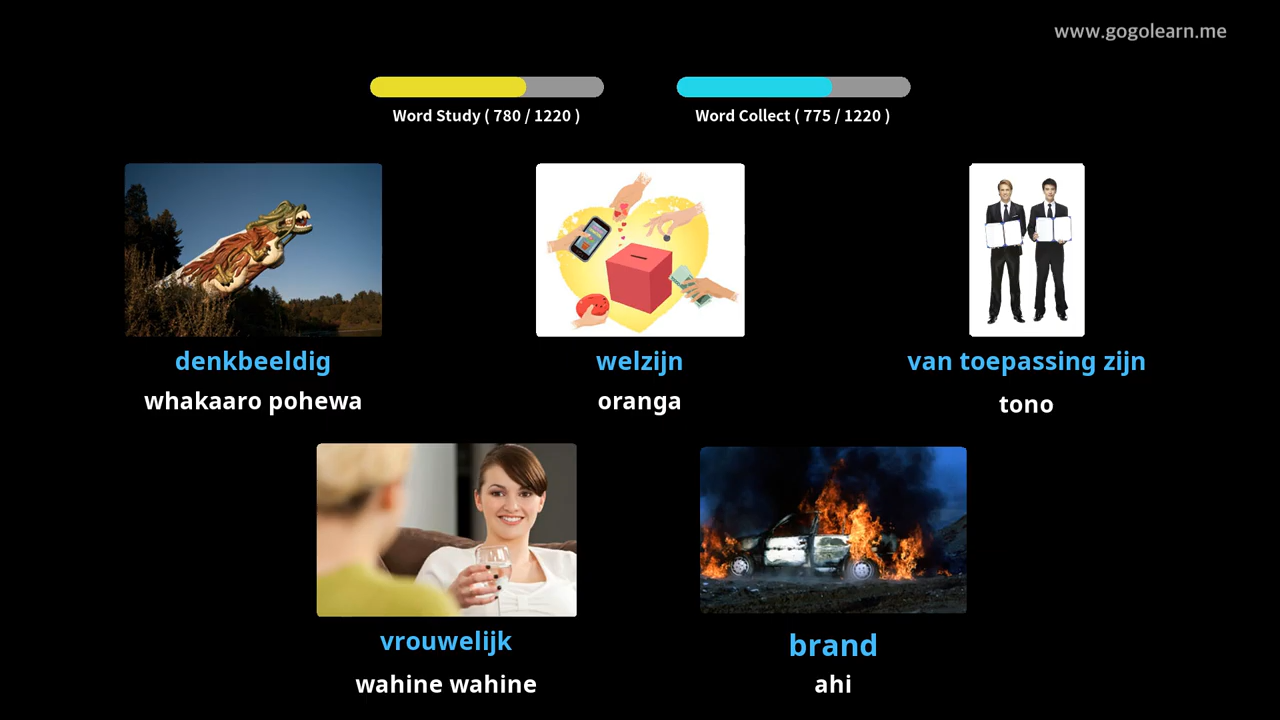 www.gogolearn.me
Word Study ( 780 / 1220 )
Word Collect ( 775 / 1220 )
denkbeeldig
whakaaro pohewa
welzijn
oranga
van toepassing zijn
tono
vrouwelijk
wahine wahine
brand
ahi